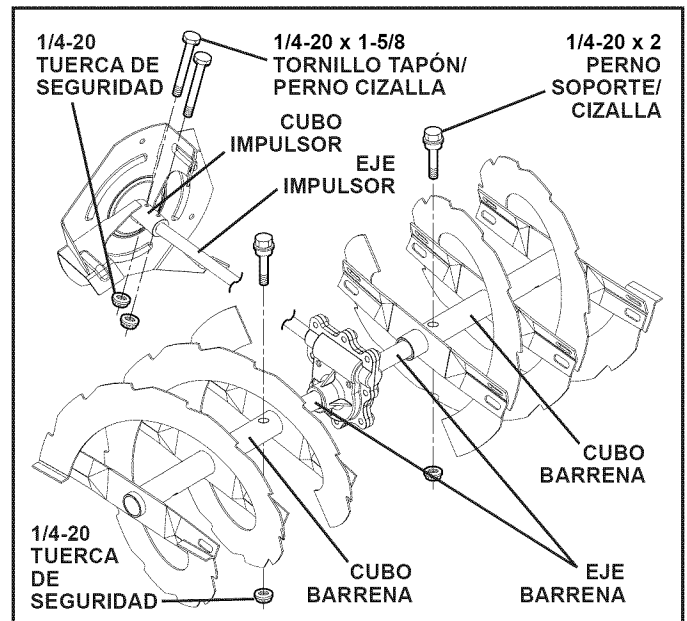 1/4-20
TUERCA DE
SEGURIDAD
1/4-20 x 1-5/8
TORNILLO TAPÓN/
PERNO CIZALLA
1/4-20 x 2
PERNO
SOPORTE/
CIZALLA
CUBO
IMPULSOR
EJE
IMPULSOR
CUBO
BARRENA
1/4-20
TUERCA
DE
SEGURIDAD
CUBO
BARRENA
EJE
BARRENA